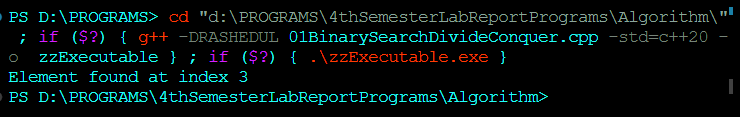 PS D:\PROGRAMS> cd "d:\PROGRAMS\4thSemesterLabReportPrograms\Algorithm\"
 ; if ($?) { g++ -DRASHEDUL 01BinarySearchDivideConquer.cpp -std=c++20 -
o  zzExecutable } ; if ($?) { .\zzExecutable.exe }
Element found at index 3
PS D:\PROGRAMS\4thSemesterLabReportPrograms\Algorithm>